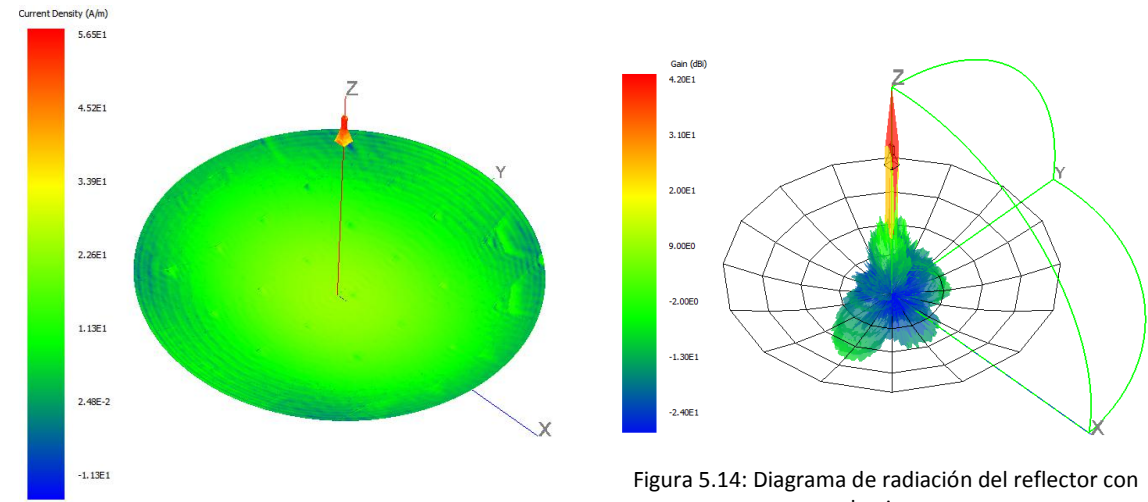 Current Density (A/m)
5.65E1
4.52E1
3.39E1
2.26E1
1.13E1
2.48E-2
-1.13E1
Z
Y
X
Gain (dBi)
4.20E1
3.10E1
2.00E1
9.00E0
-2.00E0
-1.30E1
-2.40E1
Z
Y
X
Figura 5.14: Diagrama de radiación del reflector con